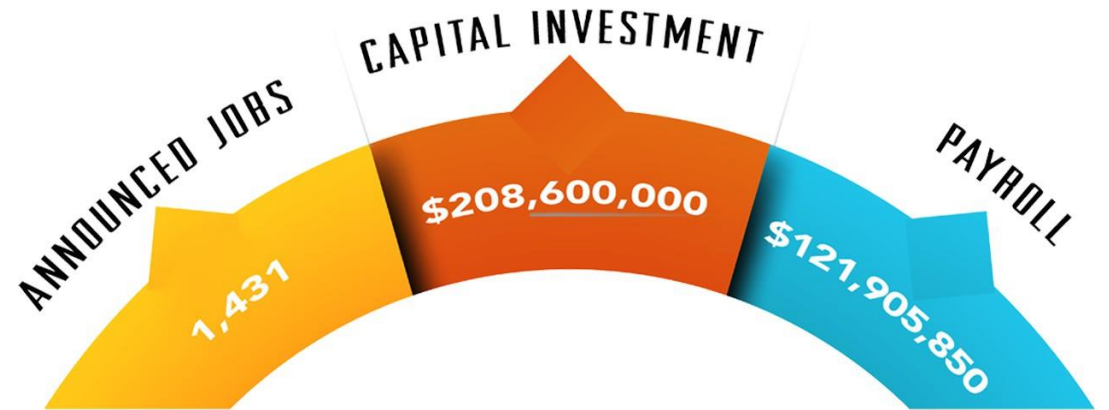 ANNOUNCED JOBS
1,431
CAPITAL INVESTMENT
$208,600,000
PAYROLL
$121,905,850